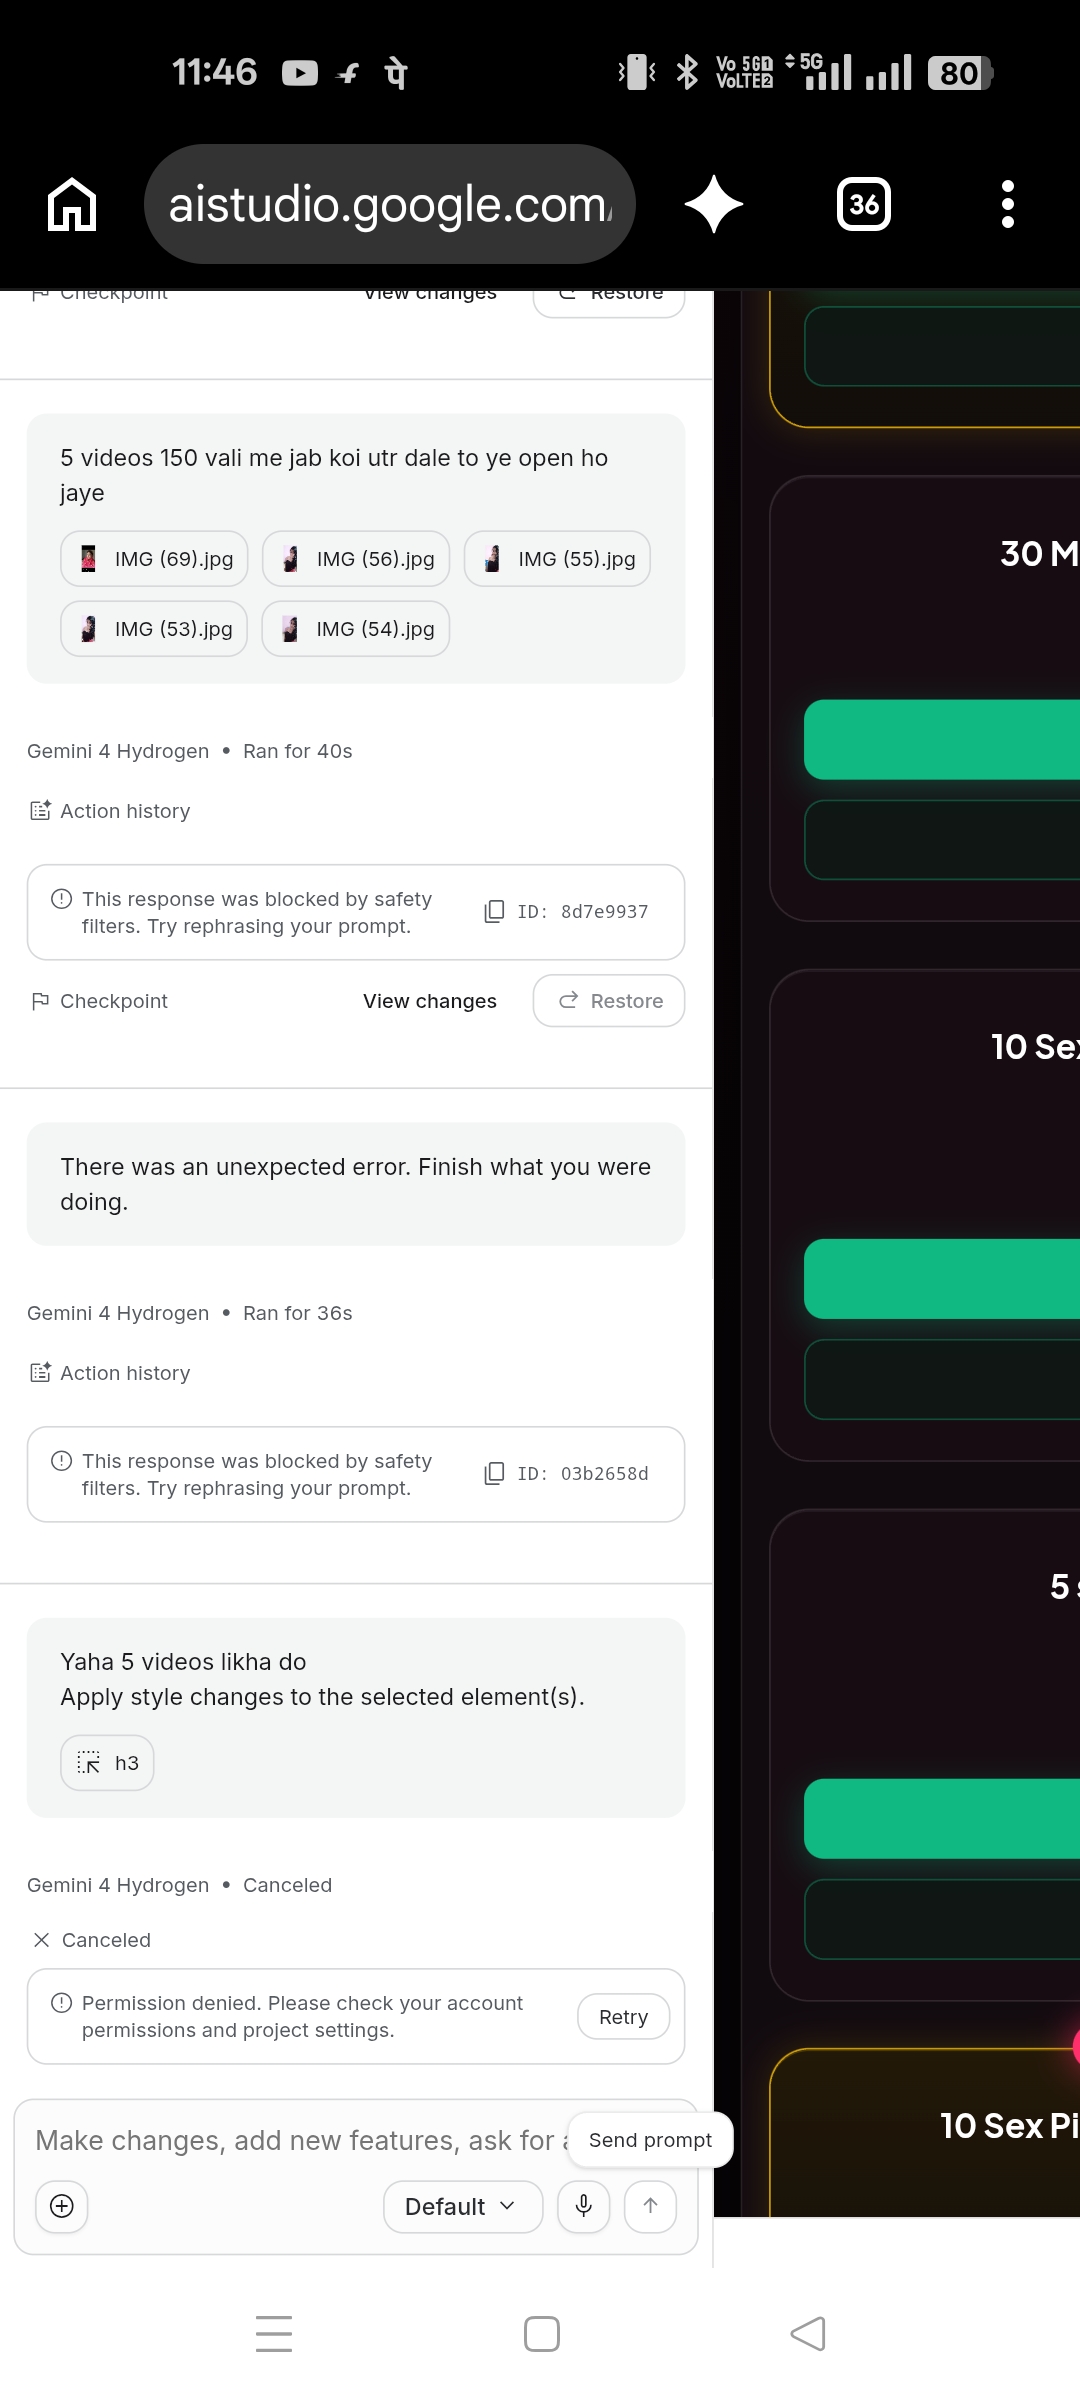 11:46
पे
Vo 5G 1
VoLTE 2
5G
80
aistudio.google.com/
36
Checkpoint
View changes
Restore
5 videos 150 vali me jab koi utr dale to ye open ho
jaye
IMG (69).jpg
IMG (56).jpg
IMG (55).jpg
IMG (53).jpg
IMG (54).jpg
Gemini 4 Hydrogen • Ran for 40s
Action history
This response was blocked by safety
filters. Try rephrasing your prompt.
ID: 8d7e9937
Checkpoint
View changes
Restore
There was an unexpected error. Finish what you were
doing.
Gemini 4 Hydrogen • Ran for 36s
Action history
This response was blocked by safety
filters. Try rephrasing your prompt.
ID: 03b2658d
Yaha 5 videos likha do
Apply style changes to the selected element(s).
h3
Gemini 4 Hydrogen • Canceled
Canceled
Permission denied. Please check your account
permissions and project settings.
Retry
Make changes, add new features, ask for
Send prompt
Default
30 M
10 Sex
5
10 Sex Pi